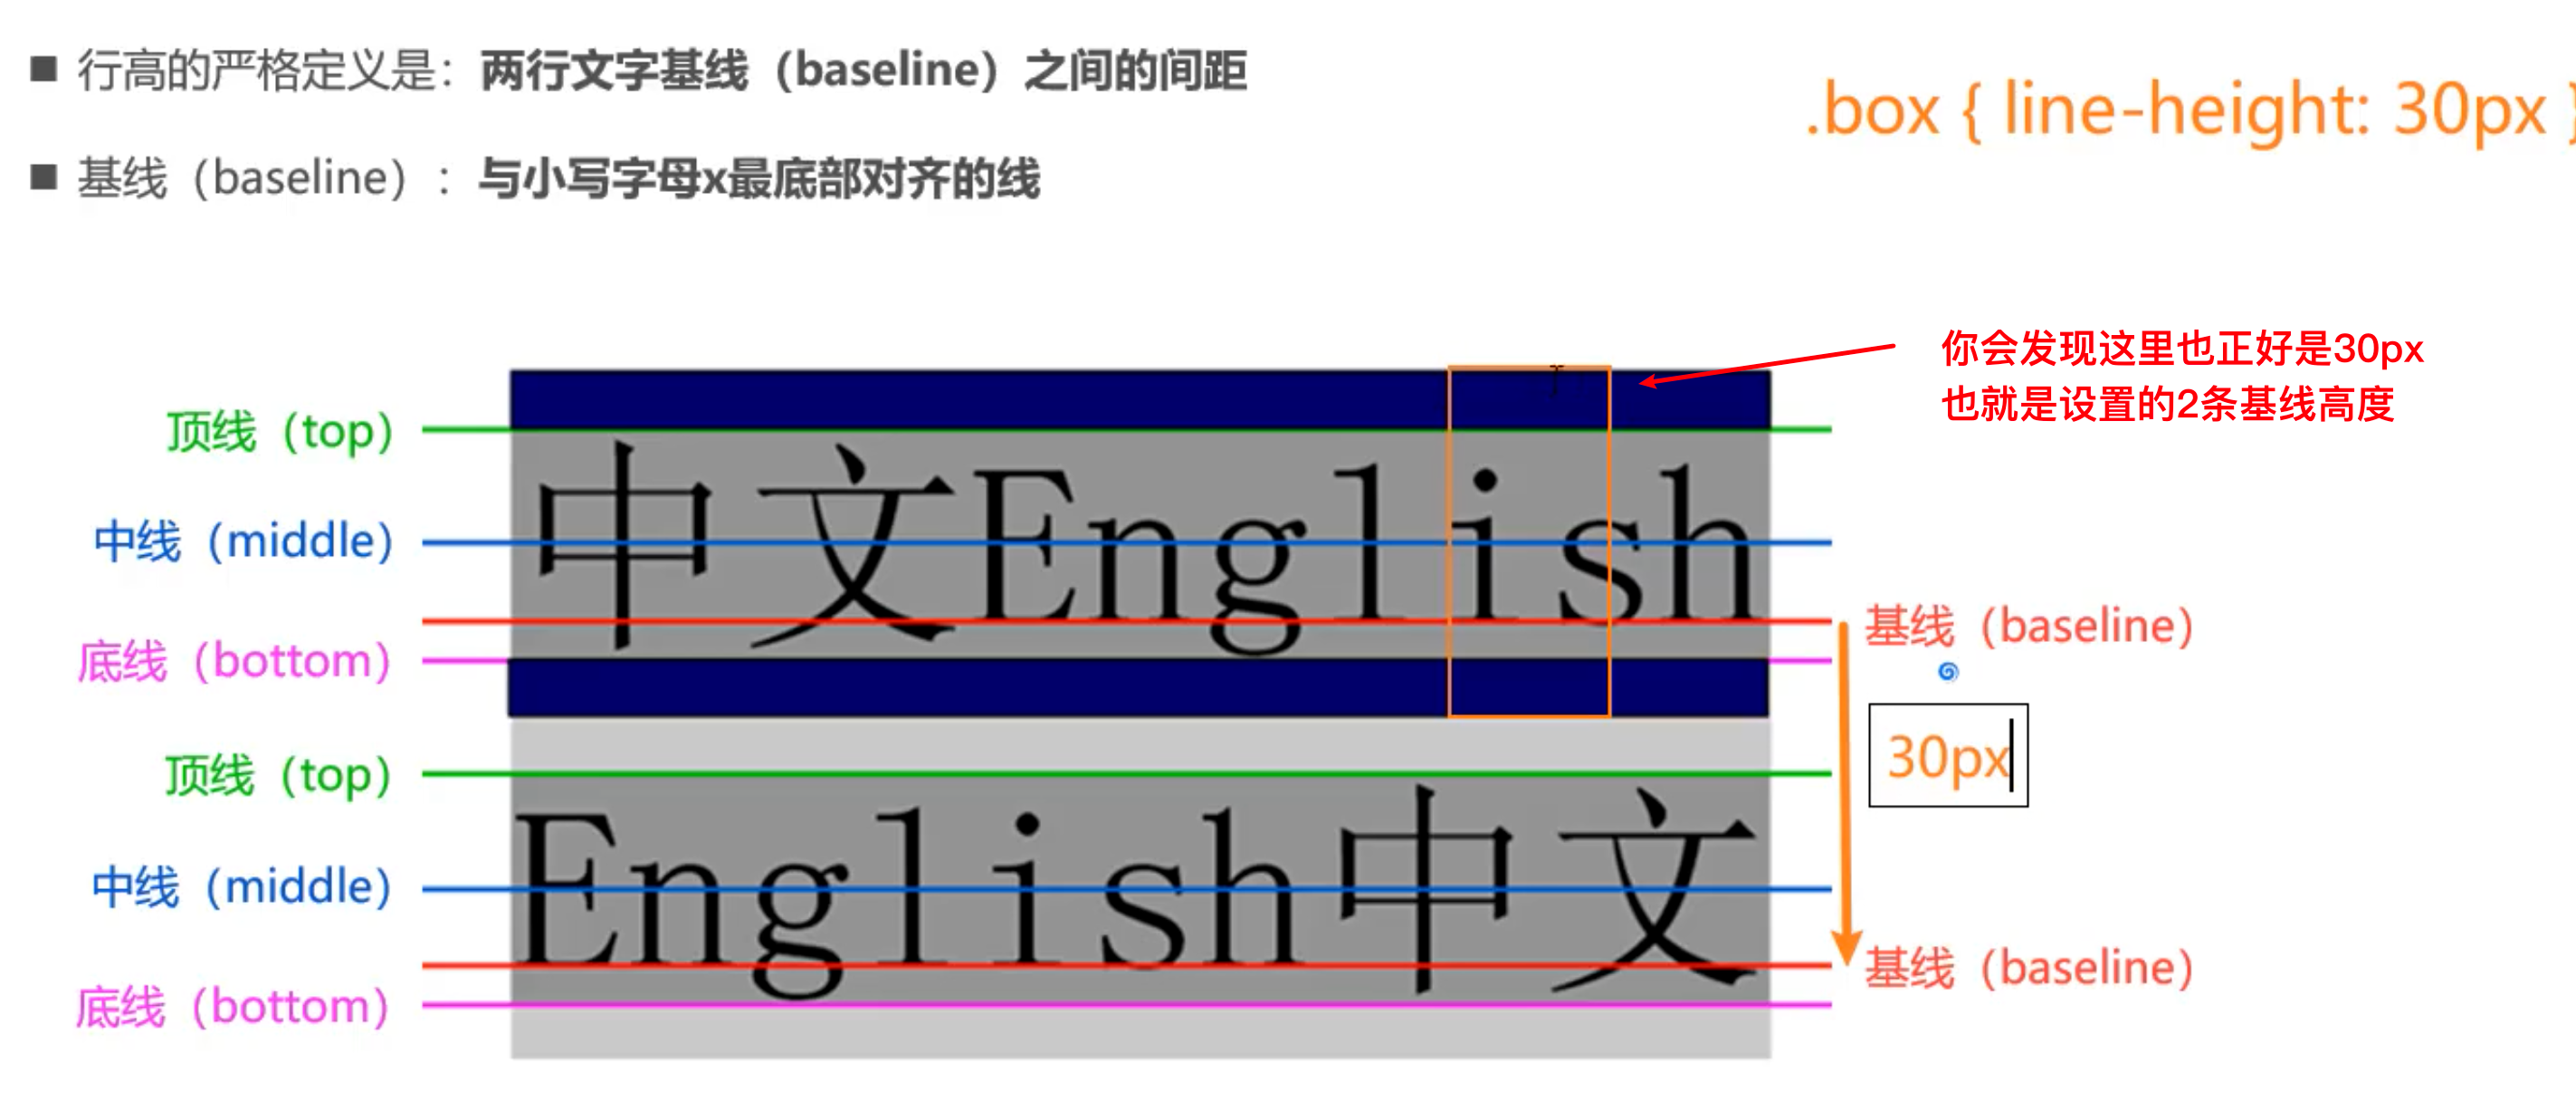 ■ 行高的严格定义是：两行文字基线（baseline）之间的间距
.box { line-height: 30px }
■ 基线（baseline）：与小写字母x最底部对齐的线
你会发现这里也正好是30px
也就是设置的2条基线高度
顶线（top）
中文English
中线（middle）
基线（baseline）
底线（bottom）
30px
顶线（top）
English中文
中线（middle）
基线（baseline）
底线（bottom）